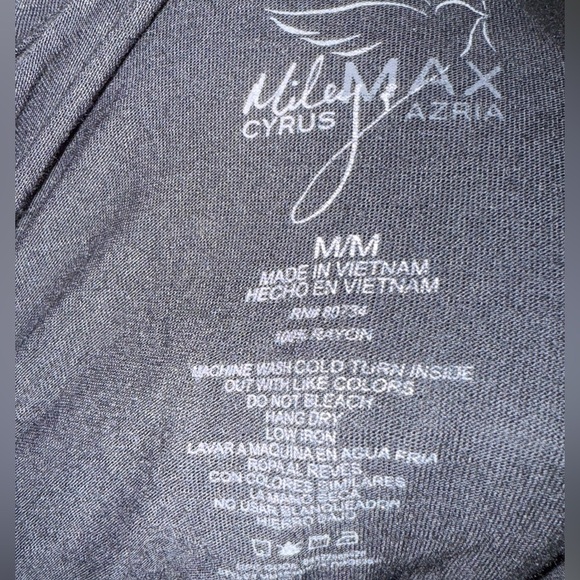 Miley MAX
CYRUS AZRIA
M/M
MADE IN VIETNAM
HECHO EN VIETNAM
RN# 80734
100% RAYON
MACHINE WASH COLD TURN INSIDE
OUT WITH LIKE COLORS
DO NOT BLEACH
HANG DRY
LOW IRON
LAVAR A MAQUINA EN AGUA FRIA
ROPA AL REVES
CON COLORES SIMILARES
LA MANO SECA
NO USAR BLANQUEADOR
HIERRO BAJO